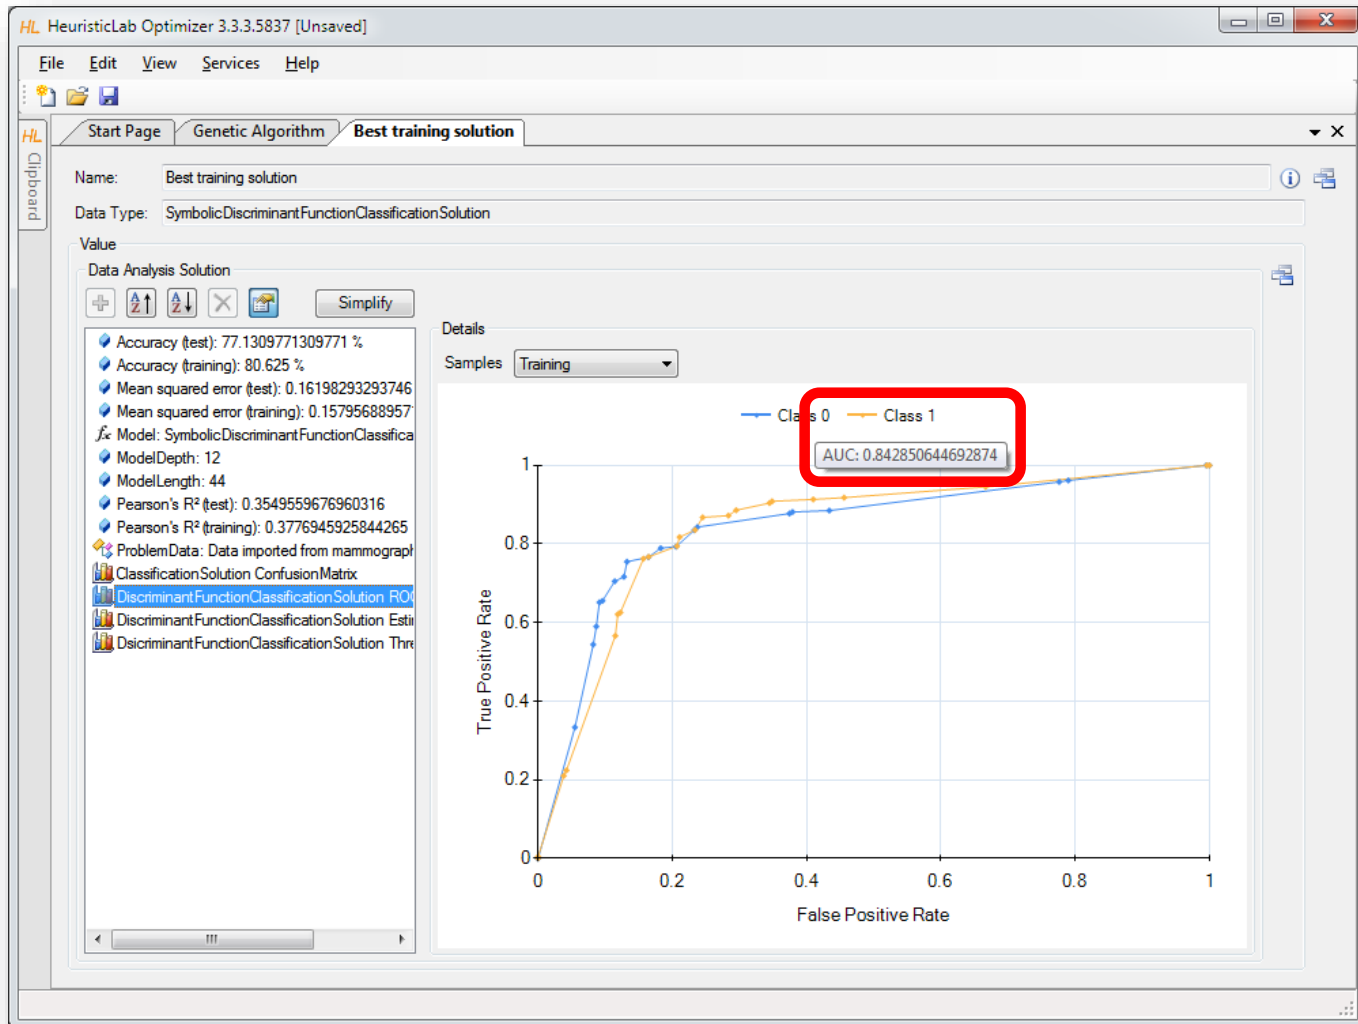 HL HeuristicLab Optimizer 3.3.3.5837 [Unsaved]
File Edit View Services Help
HL Clipboard
Start Page Genetic Algorithm Best training solution
Name: Best training solution
Data Type: SymbolicDiscriminantFunctionClassificationSolution
Value
Data Analysis Solution
Simplify
Accuracy (test): 77.1309771309771 %
Accuracy (training): 80.625 %
Mean squared error (test): 0.16198293293746
Mean squared error (training): 0.15795688957
Model: SymbolicDiscriminantFunctionClassifica
ModelDepth: 12
ModelLength: 44
Pearson's R² (test): 0.3549559676960316
Pearson's R² (training): 0.3776945925844265
ProblemData: Data imported from mammograph
ClassificationSolution ConfusionMatrix
DiscriminantFunctionClassificationSolution ROC
DiscriminantFunctionClassificationSolution Esti
DsicriminantFunctionClassificationSolution Thre
Details
Samples Training
Class 0 Class 1
AUC: 0.842850644692874
1
0.8
0.6
0.4
0.2
0
True Positive Rate
0 0.2 0.4 0.6 0.8 1
False Positive Rate